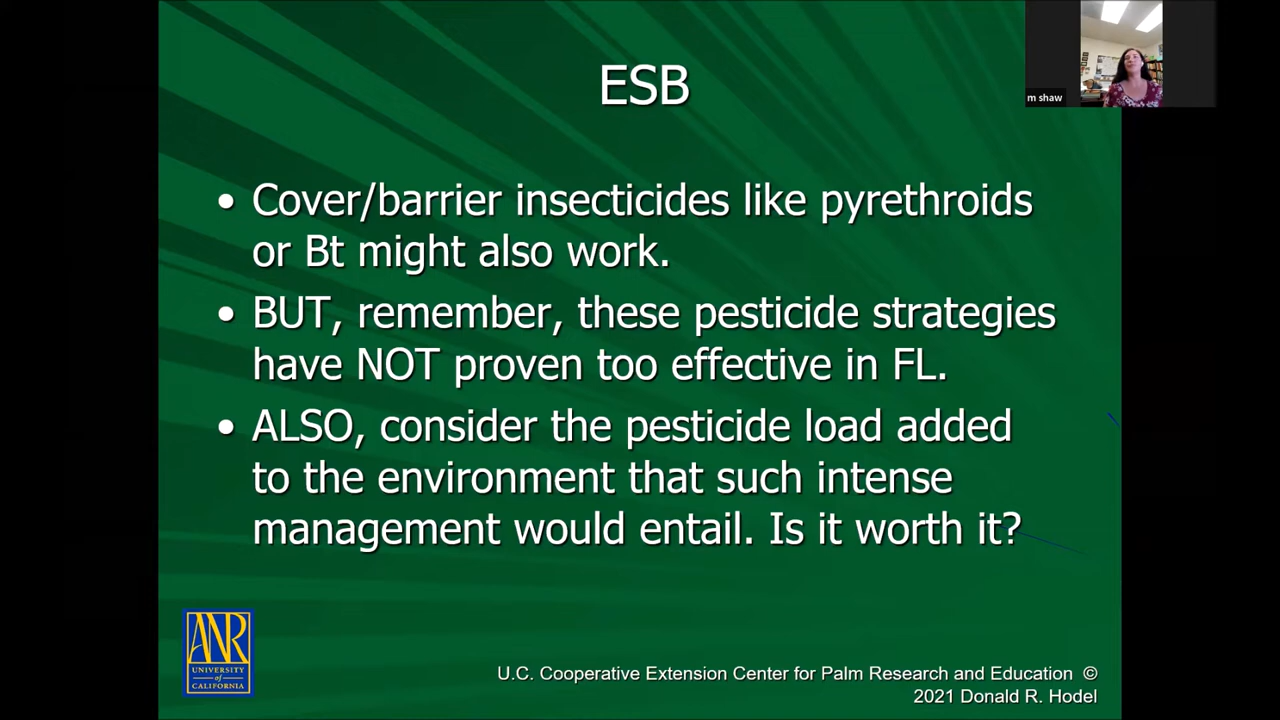 ESB
m shaw
• Cover/barrier insecticides like pyrethroids
or Bt might also work.
• BUT, remember, these pesticide strategies
have NOT proven too effective in FL.
• ALSO, consider the pesticide load added
to the environment that such intense
management would entail. Is it worth it?
ANR
UNIVERSITY
of
CALIFORNIA
U.C. Cooperative Extension Center for Palm Research and Education ©
2021 Donald R. Hodel